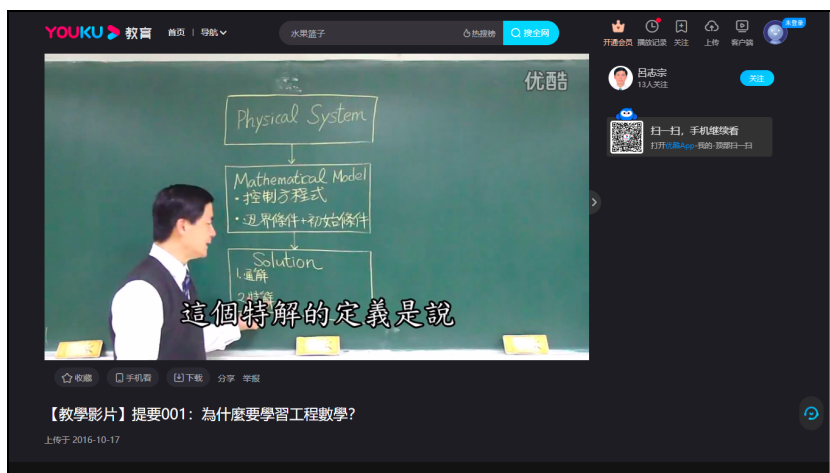 YOUKU 教育 首页 | 导航 水果篮子 热搜榜 搜全网 开通会员 播放记录 关注 上传 客户端 未登录
优酷
吕志宗
13人关注
关注
扫一扫，手机继续看
打开优酷App-我的-顶部扫一扫
Physical System
Mathematical Model
·控制方程式
·边界條件+初始條件
Solution
1.通解
2.特解
這個特解的定義是說
收藏 手机看 下载 分享 举报
【教學影片】提要001：為什麼要學習工程數學？
上传于 2016-10-17